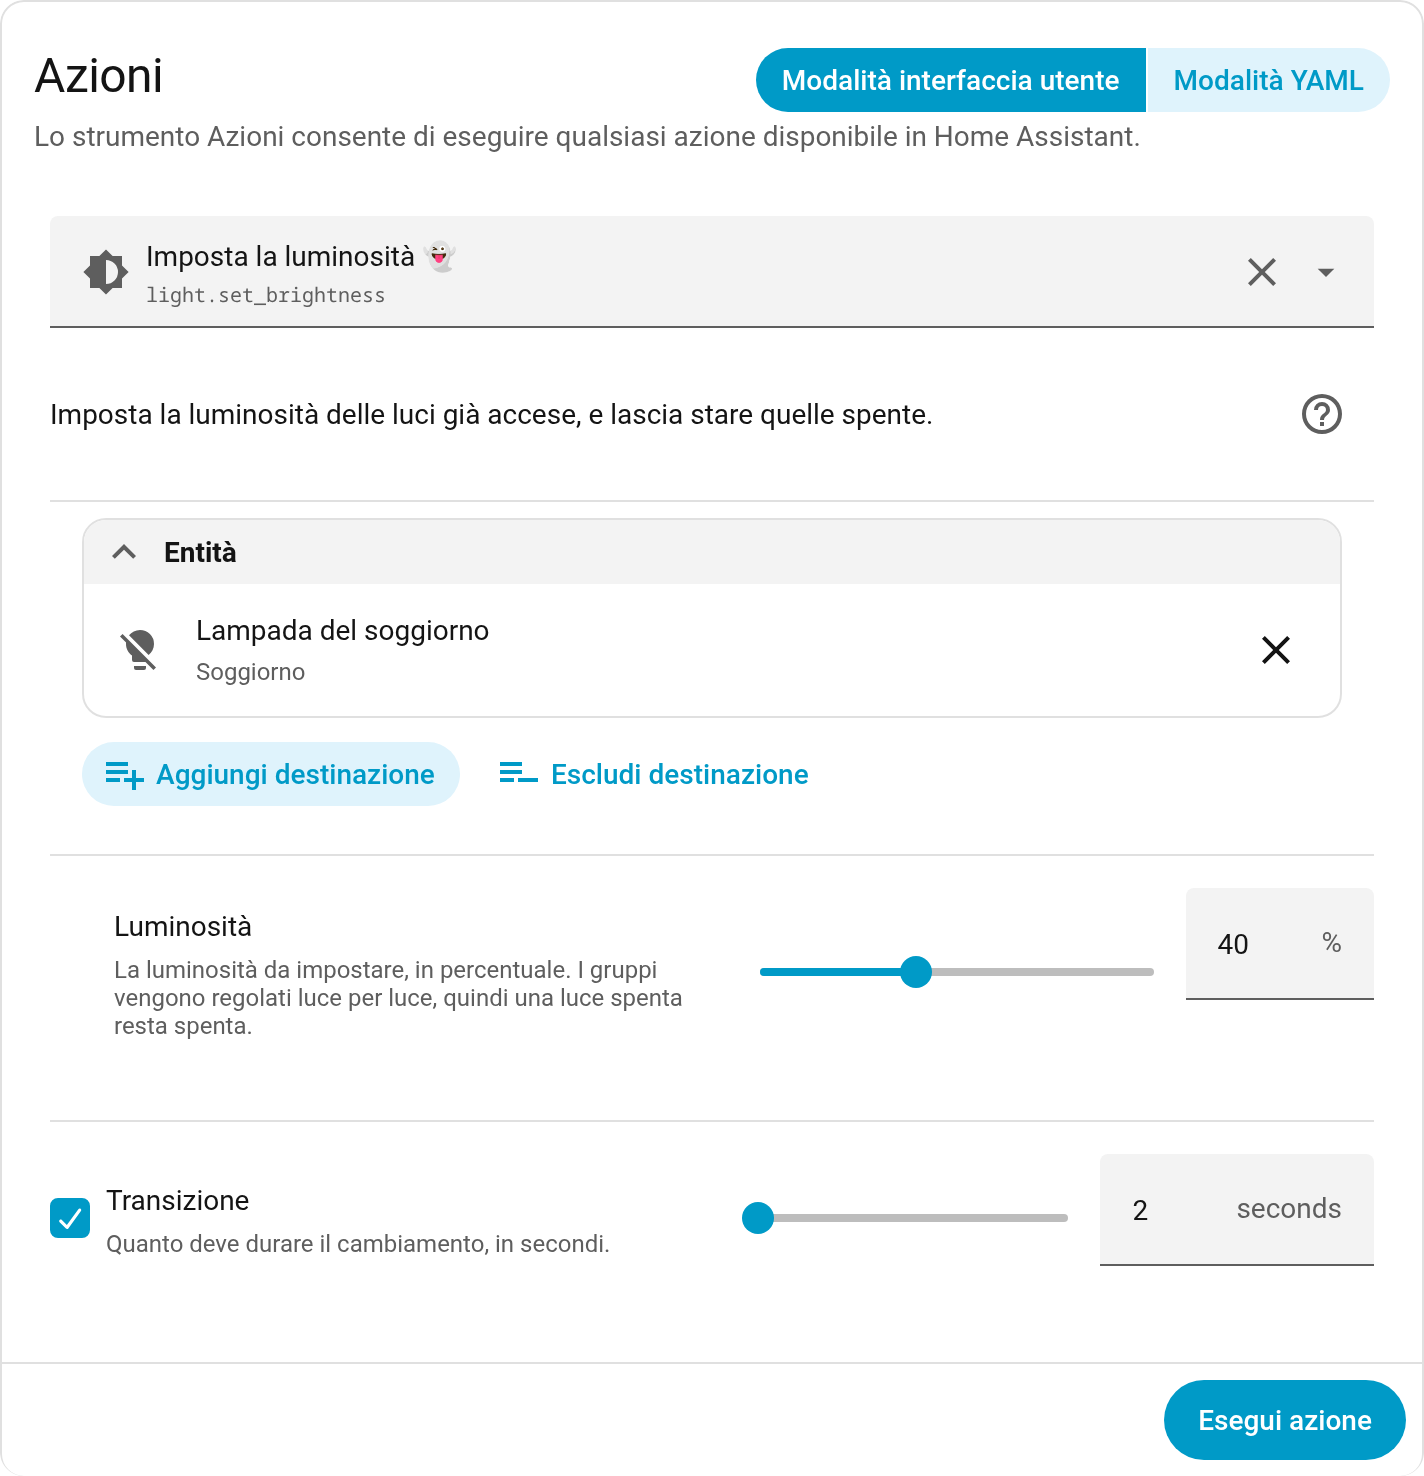 Azioni
Modalità interfaccia utente
Modalità YAML
Lo strumento Azioni consente di eseguire qualsiasi azione disponibile in Home Assistant.
Imposta la luminosità 👻
light.set_brightness
Imposta la luminosità delle luci già accese, e lascia stare quelle spente.
Entità
Lampada del soggiorno
Soggiorno
Aggiungi destinazione
Escludi destinazione
Luminosità
La luminosità da impostare, in percentuale. I gruppi
vengono regolati luce per luce, quindi una luce spenta
resta spenta.
40 %
Transizione
Quanto deve durare il cambiamento, in secondi.
2 seconds
Esegui azione